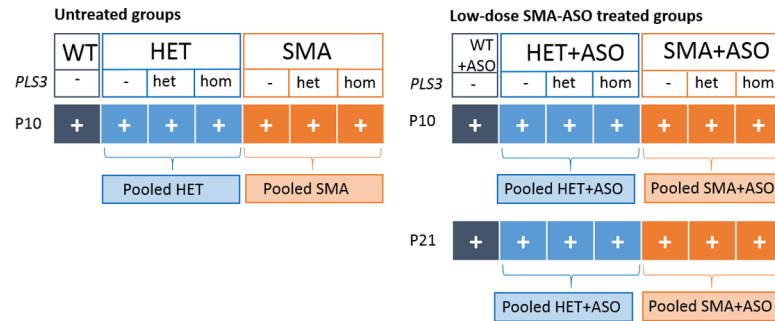 Untreated groups
WT HET SMA
PLS3 - - het hom - het hom
P10 + + + + + + +
Pooled HET Pooled SMA
Low-dose SMA-ASO treated groups
WT +ASO HET+ASO SMA+ASO
PLS3 - - het hom - het hom
P10 + + + + + + +
Pooled HET+ASO Pooled SMA+ASO
P21 + + + + + + +
Pooled HET+ASO Pooled SMA+ASO